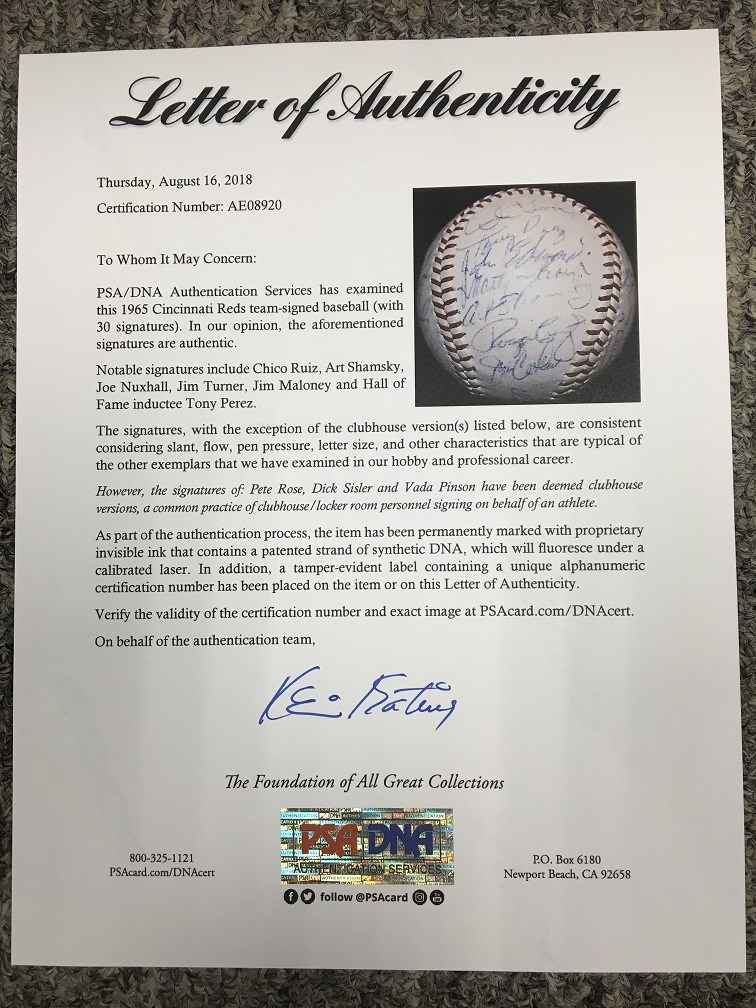 Letter of Authenticity
Thursday, August 16, 2018
Certification Number: AE08920
To Whom It May Concern:
PSA/DNA Authentication Services has examined
this 1965 Cincinnati Reds team-signed baseball (with
30 signatures). In our opinion, the aforementioned
signatures are authentic.
Notable signatures include Chico Ruiz, Art Shamsky,
Joe Nuxhall, Jim Turner, Jim Maloney and Hall of
Fame inductee Tony Perez.
The signatures, with the exception of the clubhouse version(s) listed below, are consistent
considering slant, flow, pen pressure, letter size, and other characteristics that are typical of
the other exemplars that we have examined in our hobby and professional career.
However, the signatures of: Pete Rose, Dick Sisler and Vada Pinson have been deemed clubhouse
versions, a common practice of clubhouse/locker room personnel signing on behalf of an athlete.
As part of the authentication process, the item has been permanently marked with proprietary
invisible ink that contains a patented strand of synthetic DNA, which will fluoresce under a
calibrated laser. In addition, a tamper-evident label containing a unique alphanumeric
certification number has been placed on the item or on this Letter of Authenticity.
Verify the validity of the certification number and exact image at PSAcard.com/DNAcert.
On behalf of the authentication team,
The Foundation of All Great Collections
PSA DNA
AUTHENTICATION SERVICES
800-325-1121
PSAcard.com/DNAcert
P.O. Box 6180
Newport Beach, CA 92658
follow @PSAcard